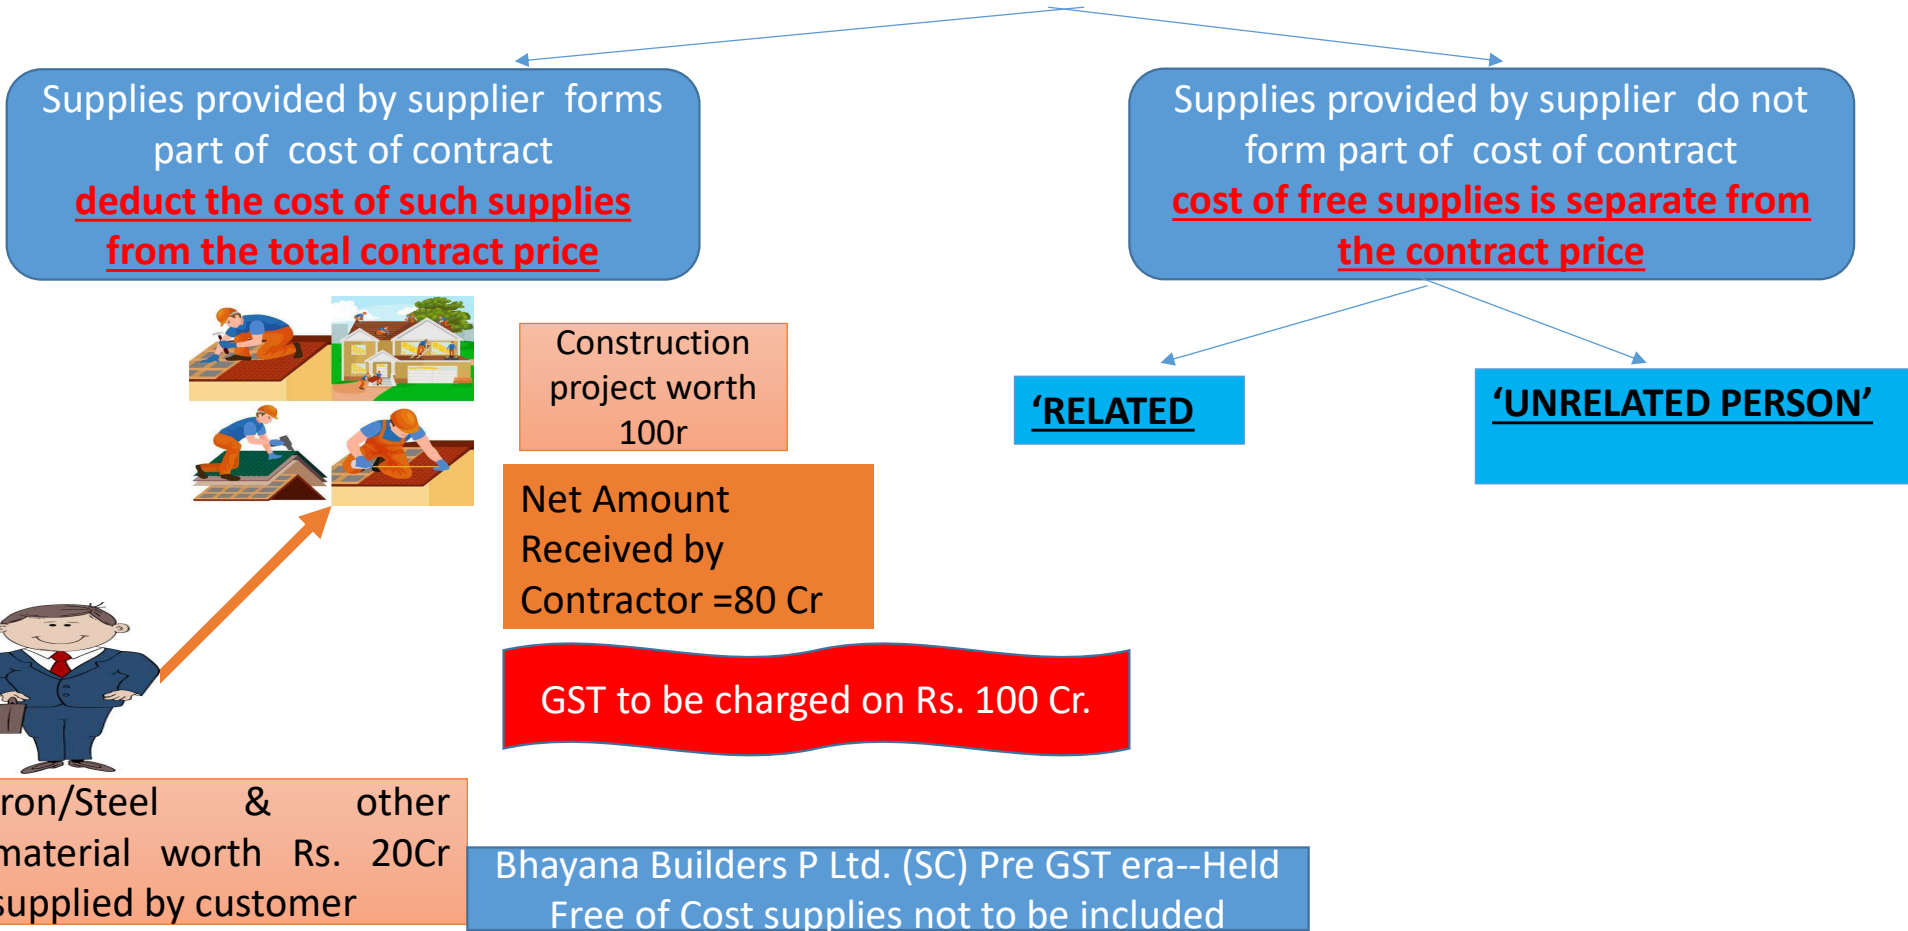 Supplies provided by supplier forms
part of cost of contract
deduct the cost of such supplies
from the total contract price
Supplies provided by supplier do not
form part of cost of contract
cost of free supplies is separate from
the contract price
Construction
project worth
100r
‘RELATED
‘UNRELATED PERSON’
Net Amount
Received by
Contractor =80 Cr
GST to be charged on Rs. 100 Cr.
ron/Steel & other
material worth Rs. 20Cr
supplied by customer
Bhayana Builders P Ltd. (SC) Pre GST era--Held
Free of Cost supplies not to be included